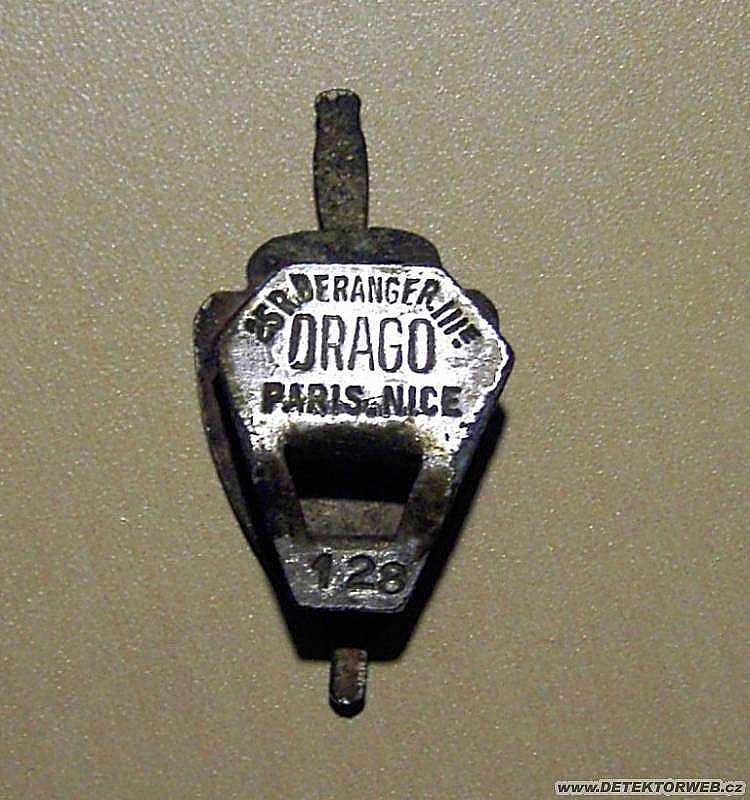 25 R. BERANGER. IIIE
DRAGO
PARIS-NICE
128
www.DETEKTORWEB.cz